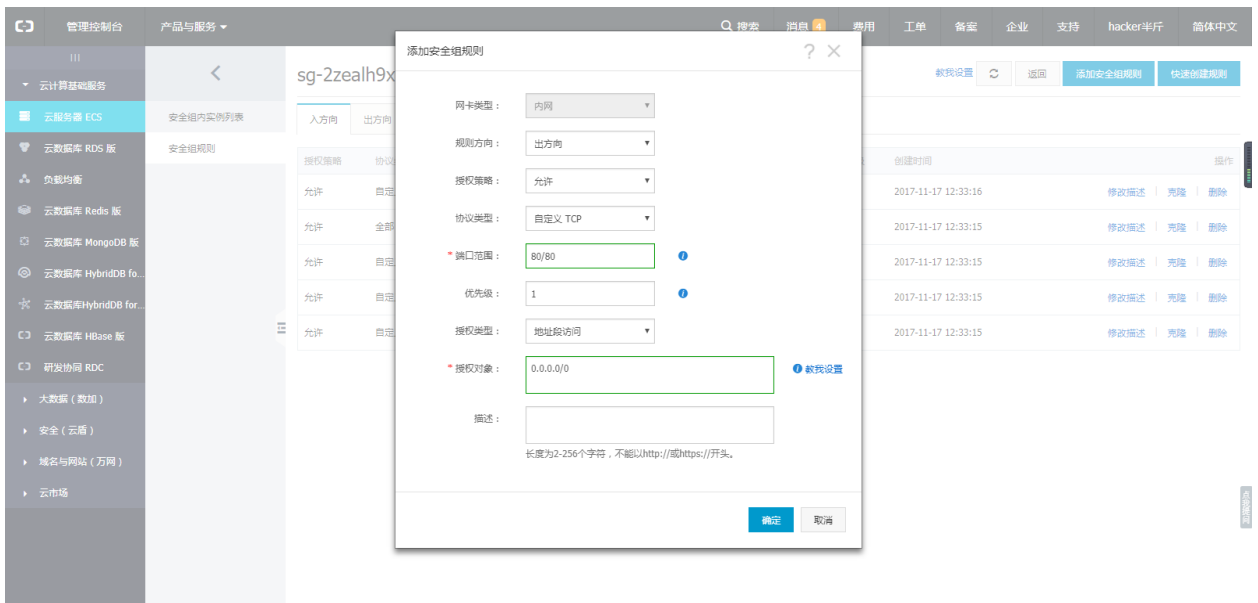 管理控制台 产品与服务 搜索 消息 4 费用 工单 备案 企业 支持 hacker半斤 简体中文
云计算基础服务
云服务器 ECS
云数据库 RDS 版
负载均衡
云数据库 Redis 版
云数据库 MongoDB 版
云数据库 HybridDB fo...
云数据库HybridDB for...
云数据库 HBase 版
研发协同 RDC
大数据（数加）
安全（云盾）
域名与网站（万网）
云市场
安全组内实例列表
安全组规则
sg-2zealh9x
教我设置 返回 添加安全组规则 快速创建规则
入方向 出方向
授权策略 协议 创建时间 操作
允许 自定 2017-11-17 12:33:16 修改描述 克隆 删除
允许 全部 2017-11-17 12:33:15 修改描述 克隆 删除
允许 自定 2017-11-17 12:33:15 修改描述 克隆 删除
允许 自定 2017-11-17 12:33:15 修改描述 克隆 删除
允许 自定 2017-11-17 12:33:15 修改描述 克隆 删除
添加安全组规则
网卡类型： 内网
规则方向： 出方向
授权策略： 允许
协议类型： 自定义 TCP
* 端口范围： 80/80
优先级： 1
授权类型： 地址段访问
* 授权对象： 0.0.0.0/0 教我设置
描述：
长度为2-256个字符，不能以http://或https://开头。
确定 取消